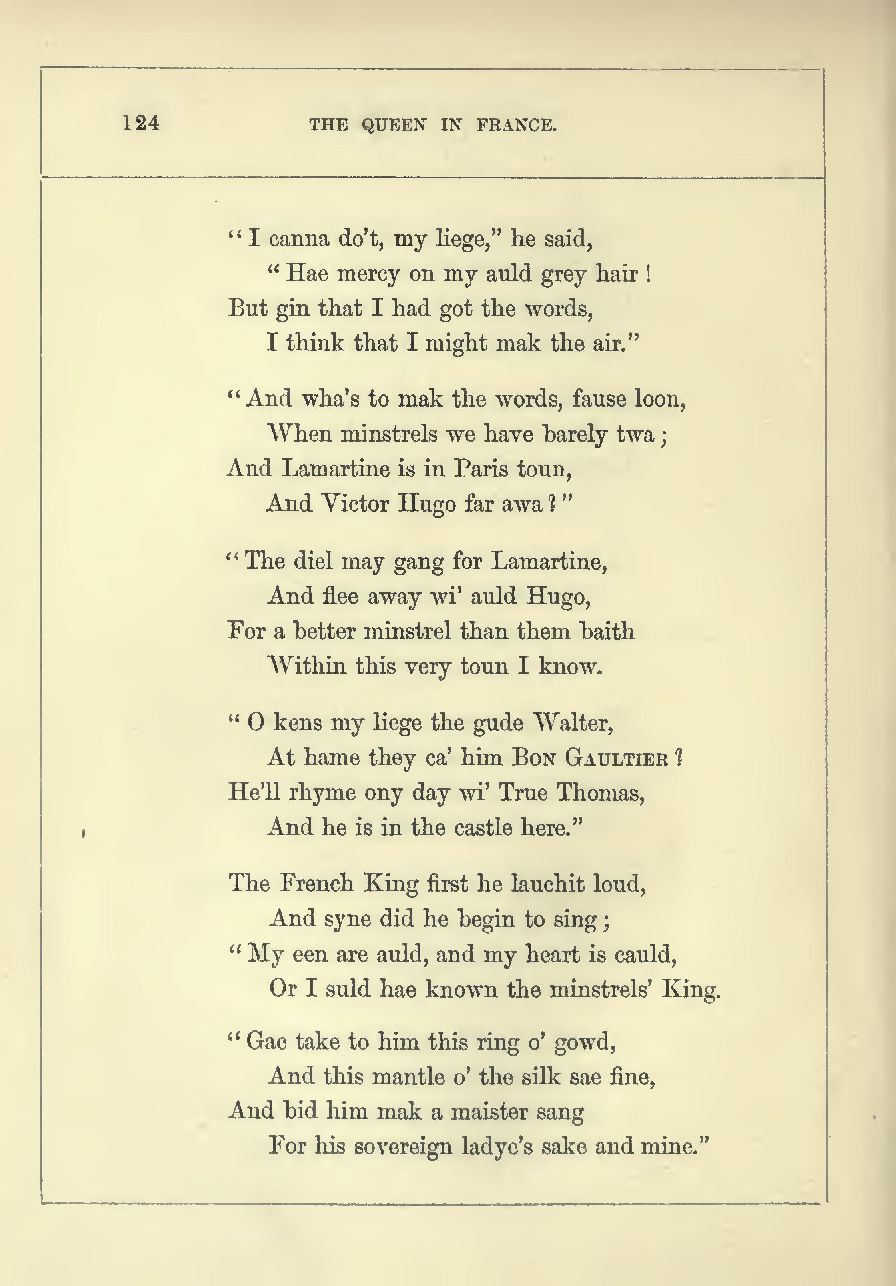 124 THE QUEEN IN FRANCE.
“I canna do’t, my liege,” he said,
“Hae mercy on my auld grey hair!
But gin that I had got the words,
I think that I might mak the air.”
“And wha’s to mak the words, fause loon,
When minstrels we have barely twa;
And Lamartine is in Paris toun,
And Victor Hugo far awa?”
“The diel may gang for Lamartine,
And flee away wi’ auld Hugo,
For a better minstrel than them baith
Within this very toun I know.
“O kens my liege the gude Walter,
At hame they ca’ him BON GAULTIER?
He’ll rhyme ony day wi’ True Thomas,
And he is in the castle here.”
The French King first he lauchit loud,
And syne did he begin to sing;
“My een are auld, and my heart is cauld,
Or I suld hae known the minstrels’ King.
“Gae take to him this ring o’ gowd,
And this mantle o’ the silk sae fine,
And bid him mak a maister sang
For his sovereign ladye’s sake and mine.”